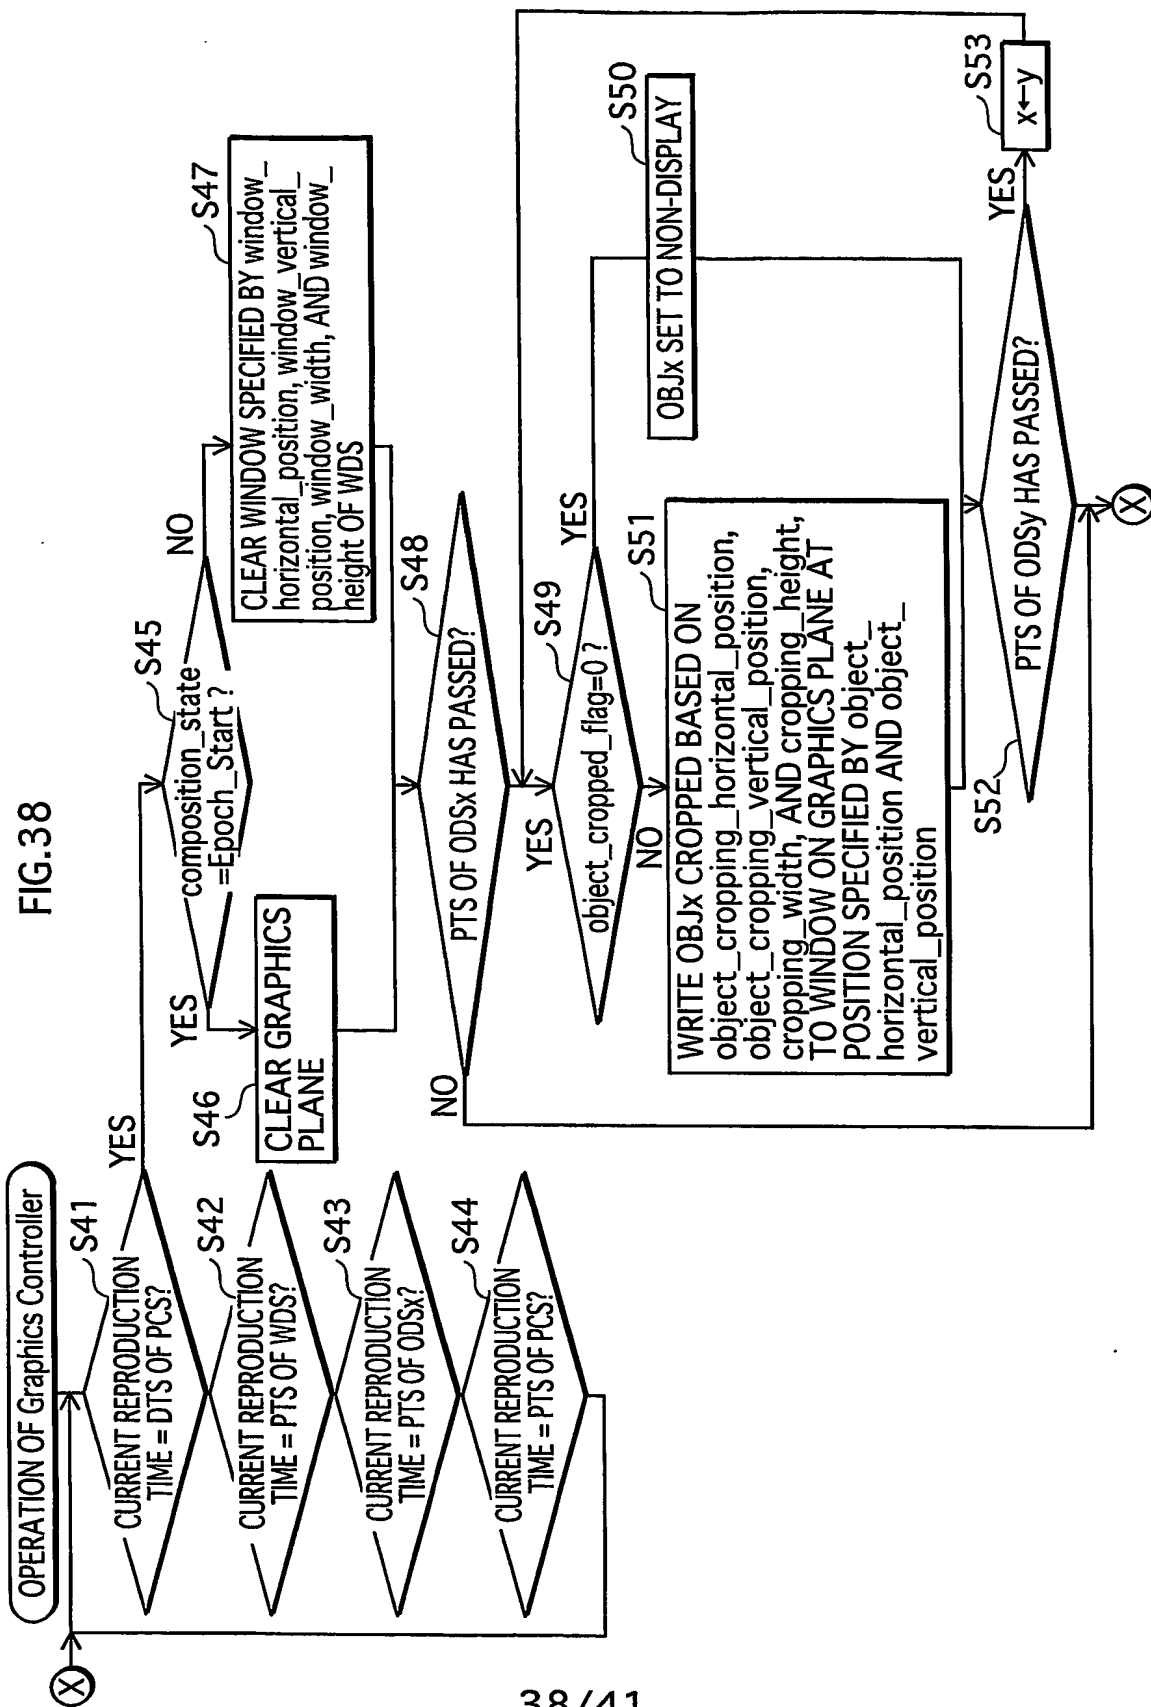 FIG.38
OPERATION OF Graphics Controller
X
S41
CURRENT REPRODUCTION
TIME = DTS OF PCS?
YES
S42
CURRENT REPRODUCTION
TIME = PTS OF WDS?
S43
CURRENT REPRODUCTION
TIME = PTS OF ODSx?
S44
CURRENT REPRODUCTION
TIME = PTS OF PCS?
S45
composition_state
=Epoch_Start ?
YES
NO
S46
CLEAR GRAPHICS
PLANE
S47
CLEAR WINDOW SPECIFIED BY window_
horizontal_position, window_vertical_
position, window_width, AND window_
height OF WDS
S48
PTS OF ODSx HAS PASSED?
NO
YES
S49
object_cropped_flag=0 ?
YES
NO
S50
OBJx SET TO NON-DISPLAY
S51
WRITE OBJx CROPPED BASED ON
object_cropping_horizontal_position,
object_cropping_vertical_position,
cropping_width, AND cropping_height,
TO WINDOW ON GRAPHICS PLANE AT
POSITION SPECIFIED BY object_
horizontal_position AND object_
vertical_position
S52
PTS OF ODSy HAS PASSED?
YES
S53
x←y
X
38/41